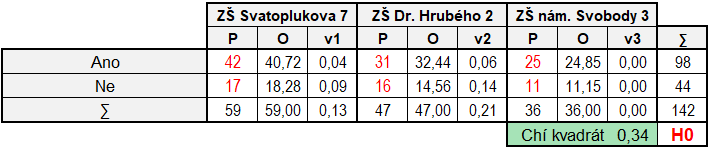 ZŠ Svatoplukova 7 ZŠ Dr. Hrubého 2 ZŠ nám. Svobody 3
P O v1 P O v2 P O v3 ∑
Ano 42 40,72 0,04 31 32,44 0,06 25 24,85 0,00 98
Ne 17 18,28 0,09 16 14,56 0,14 11 11,15 0,00 44
∑ 59 59,00 0,13 47 47,00 0,21 36 36,00 0,00 142
Chí kvadrát 0,34 H0